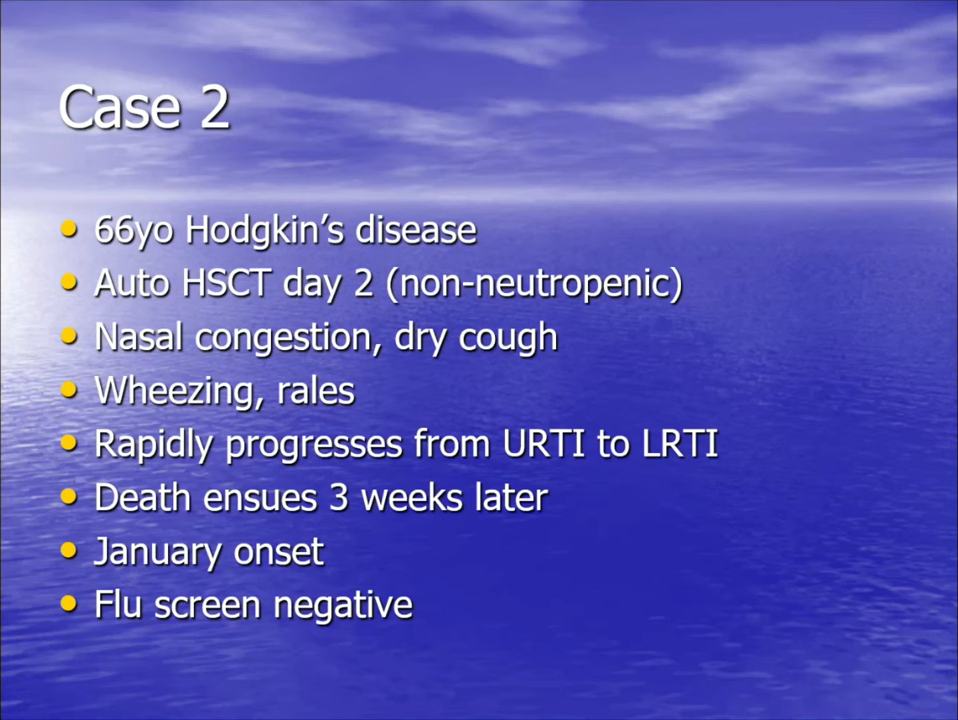 Case 2
• 66yo Hodgkin’s disease
• Auto HSCT day 2 (non-neutropenic)
• Nasal congestion, dry cough
• Wheezing, rales
• Rapidly progresses from URTI to LRTI
• Death ensues 3 weeks later
• January onset
• Flu screen negative